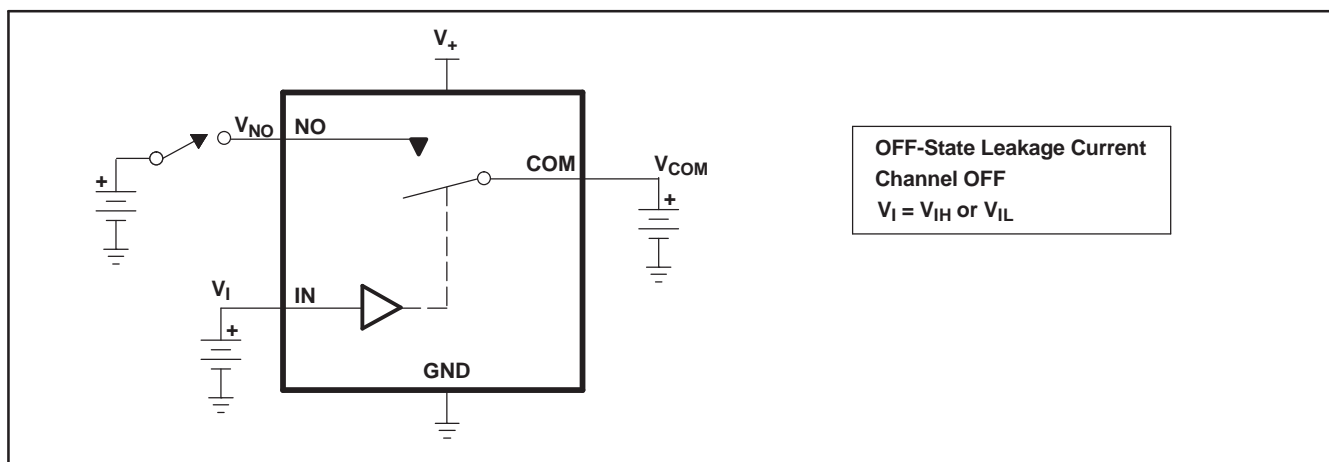 V+
VNO NO
COM VCOM
+
+
VI IN
+
GND
OFF-State Leakage Current
Channel OFF
VI = VIH or VIL